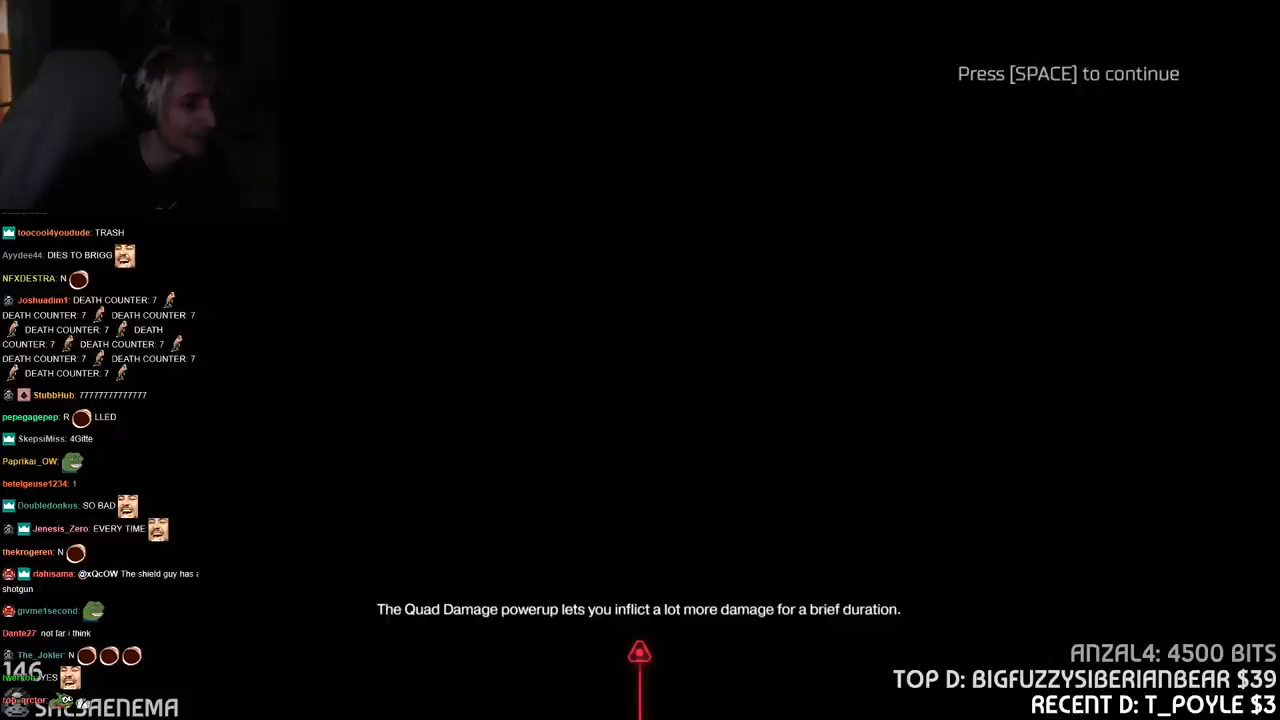 Press [SPACE] to continue
toocool4youdude: TRASH
Ayydee44: DIES TO BRIGG
NFXDESTRA: N
Joshuadim1: DEATH COUNTER: 7
DEATH COUNTER: 7 DEATH COUNTER: 7
DEATH COUNTER: 7 DEATH
COUNTER: 7 DEATH COUNTER: 7
DEATH COUNTER: 7 DEATH COUNTER: 7
DEATH COUNTER: 7
StubbHub: 77777777777777
pepegagepep: R LLED
SkepsiMiss: 4Gitte
Paprikar_OW:
betelgeuse1234: 1
Doubledonkus: SO BAD
Jenesis_Zero: EVERY TIME
thekrogeren: N
riahisama: @xQcOW The shield guy has a
shotgun
givme1second:
Dante27: not far i think
The_Jokler: N
YES
146
The Quad Damage powerup lets you inflict a lot more damage for a brief duration.
ANZAL4: 4500 BITS
TOP D: BIGFUZZYSIBERIANBEAR $39
RECENT D: T_POYLE $3